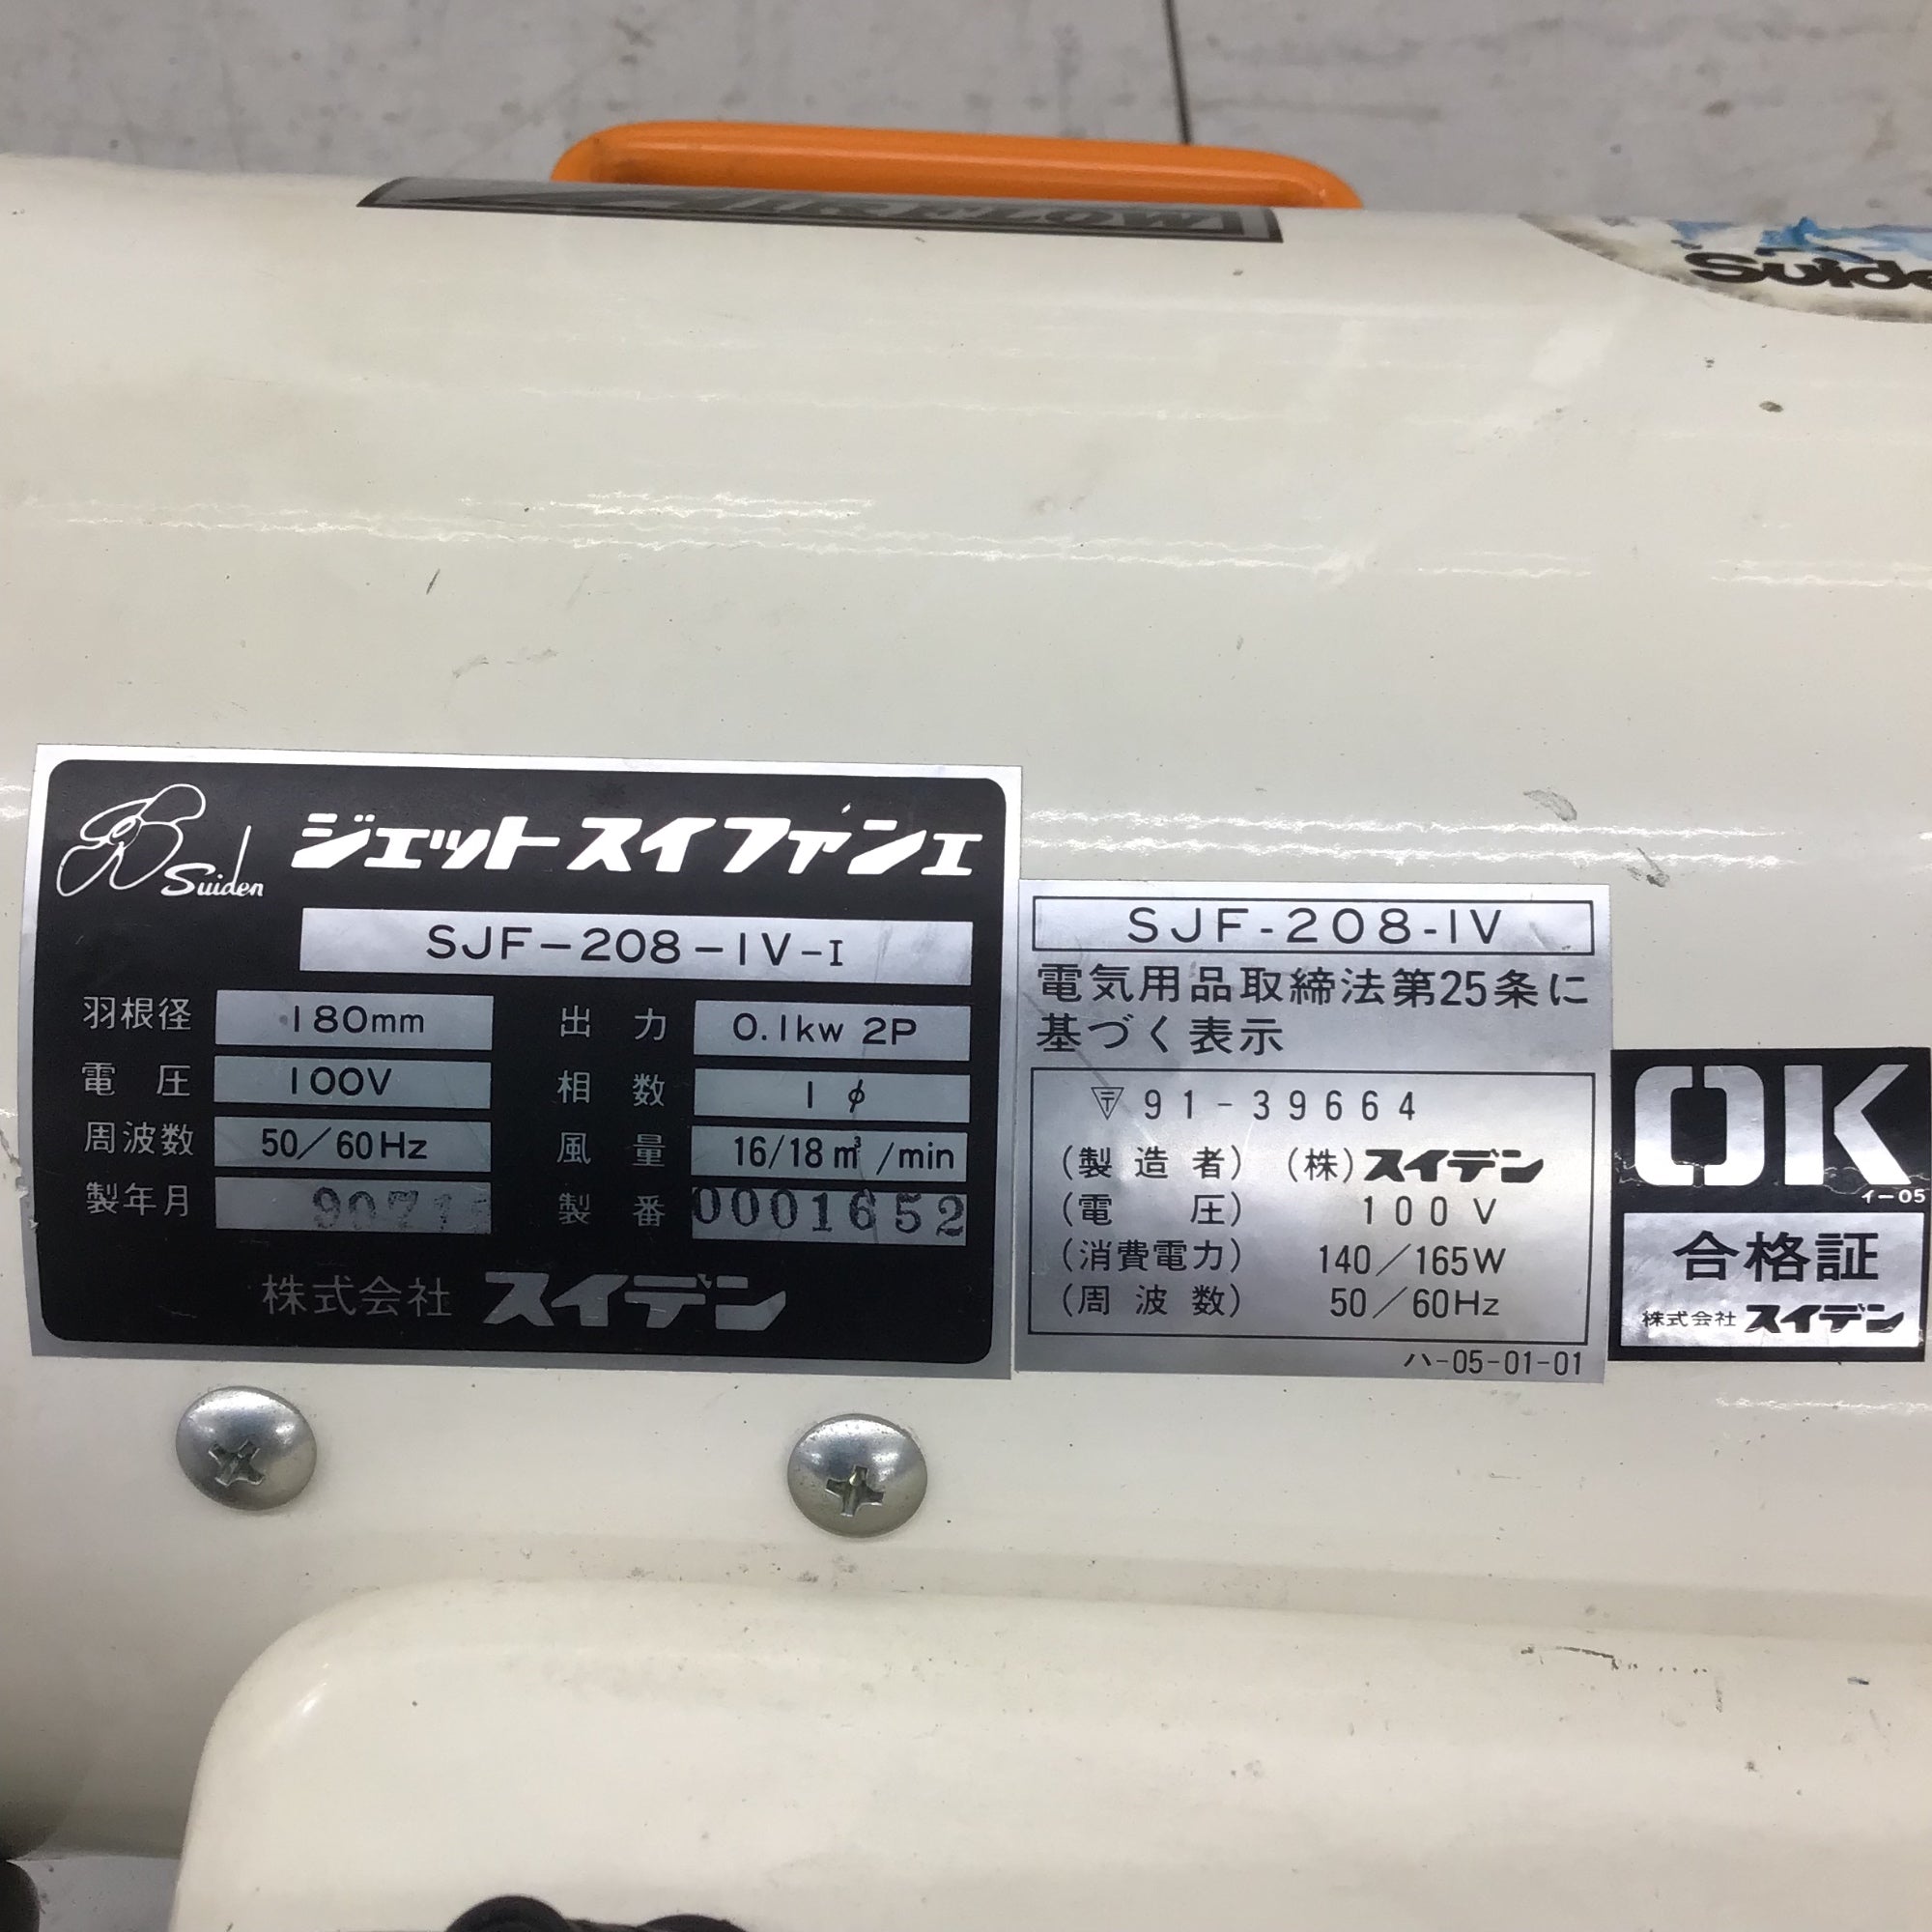 Suide
Suiden
ジェットスイファンI
SJF-208-IV-I
羽根径 180mm 出力 0.1kw 2P
電圧 100V 相数 1φ
周波数 50/60Hz 風量 16/18㎥/min
製年月 製番 0001652
株式会社 スイデン
SJF-208-IV
電気用品取締法第25条に
基づく表示
〒 91-39664
(製造者) (株)スイデン
(電圧) 100V
(消費電力) 140/165W
(周波数) 50/60Hz
ハ-05-01-01
OK
イ-05
合格証
株式会社 スイデン